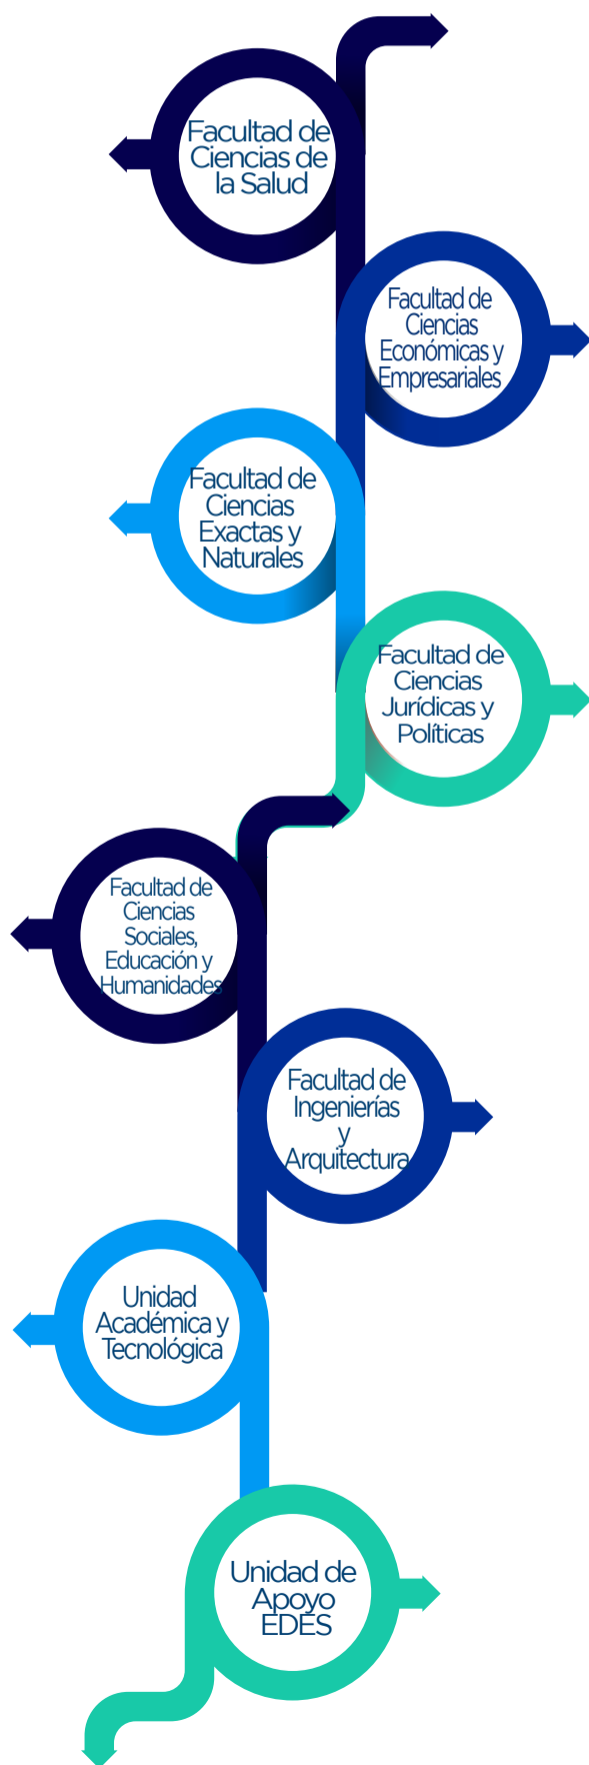 Facultad de
Ciencias de
la Salud
Facultad de
Ciencias
Económicas y
Empresariales
Facultad de
Ciencias
Exactas y
Naturales
Facultad de
Ciencias
Jurídicas y
Políticas
Facultad de
Ciencias
Sociales,
Educación y
Humanidades
Facultad de
Ingenierías
y
Arquitectura
Unidad
Académica y
Tecnológica
Unidad de
Apoyo
EDES